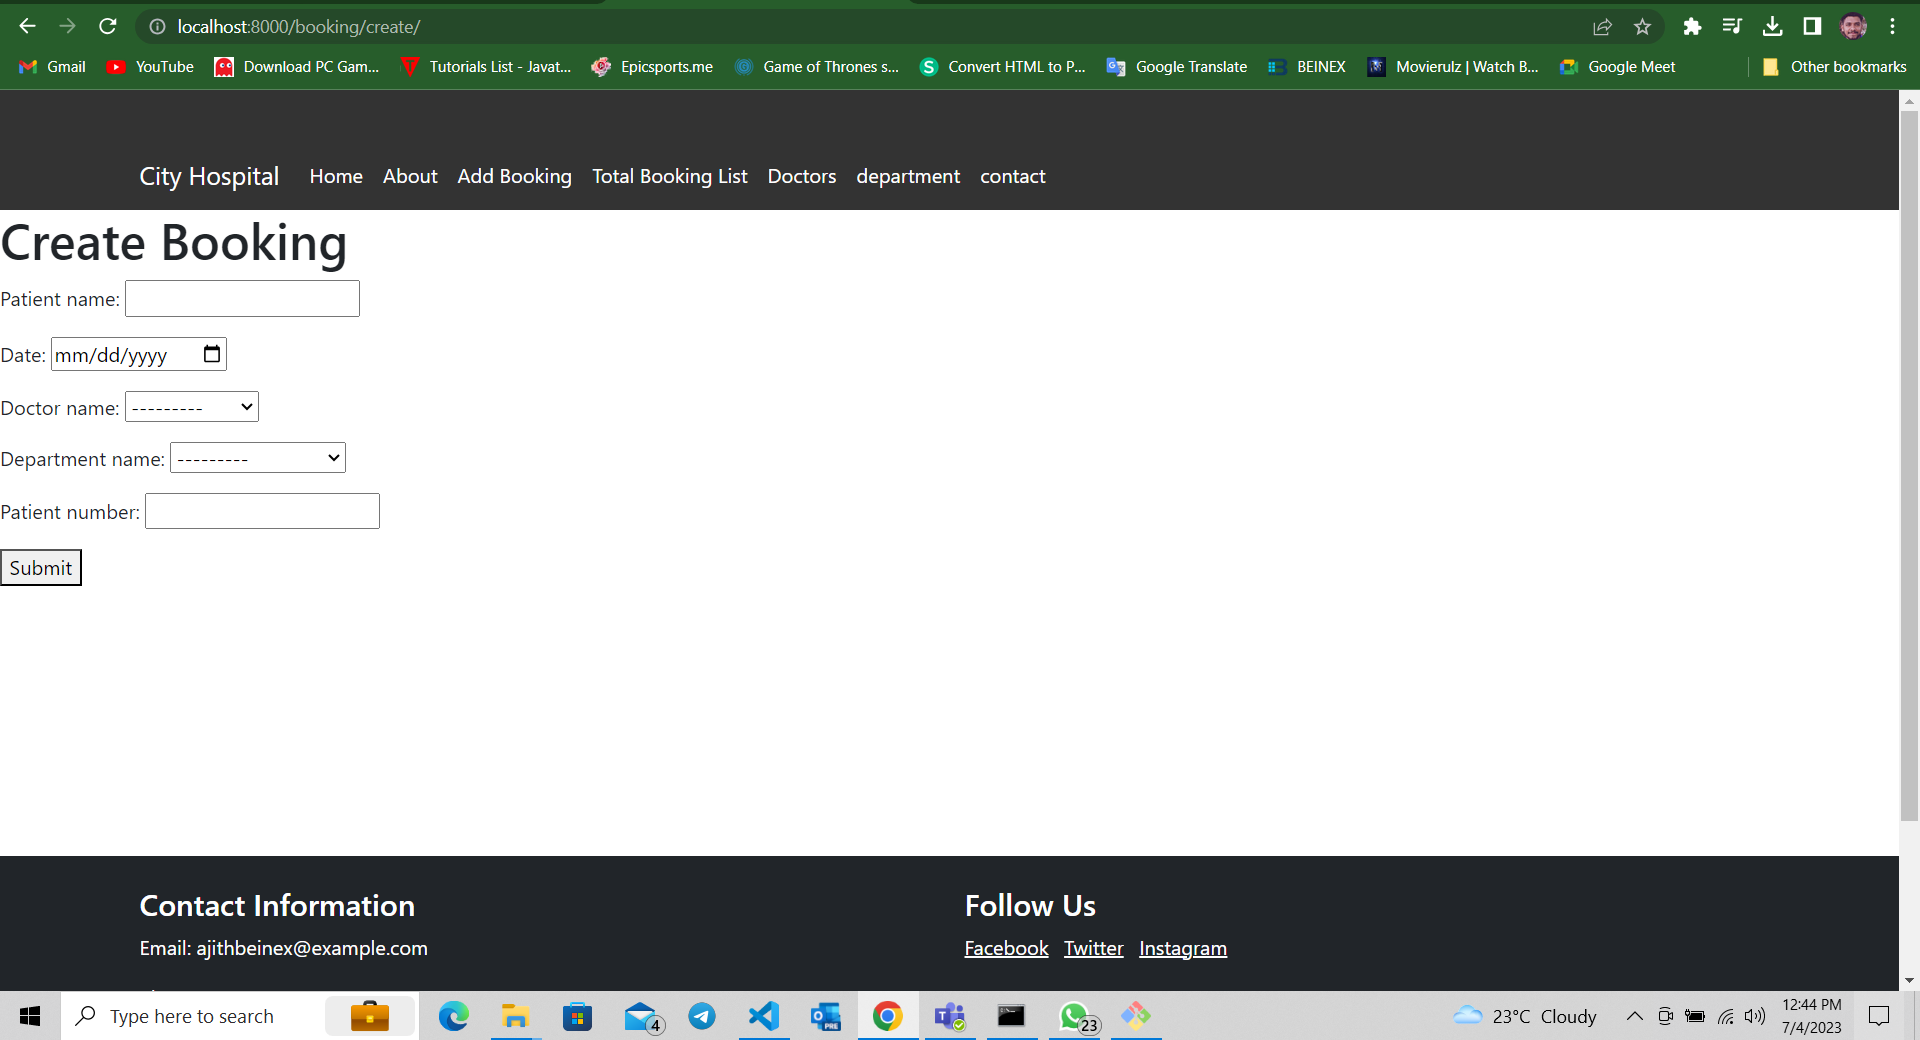 localhost:8000/booking/create/
Gmail YouTube Download PC Gam... Tutorials List - Javat... Epicsports.me Game of Thrones s... Convert HTML to P... Google Translate BEINEX Movierulz | Watch B... Google Meet Other bookmarks
City Hospital Home About Add Booking Total Booking List Doctors department contact
Create Booking
Patient name:
Date: mm/dd/yyyy
Doctor name: ---------
Department name: ---------
Patient number:
Submit
Contact Information Follow Us
Email: ajithbeinex@example.com Facebook Twitter Instagram
Type here to search 4 PRE 23 23°C Cloudy 12:44 PM
7/4/2023